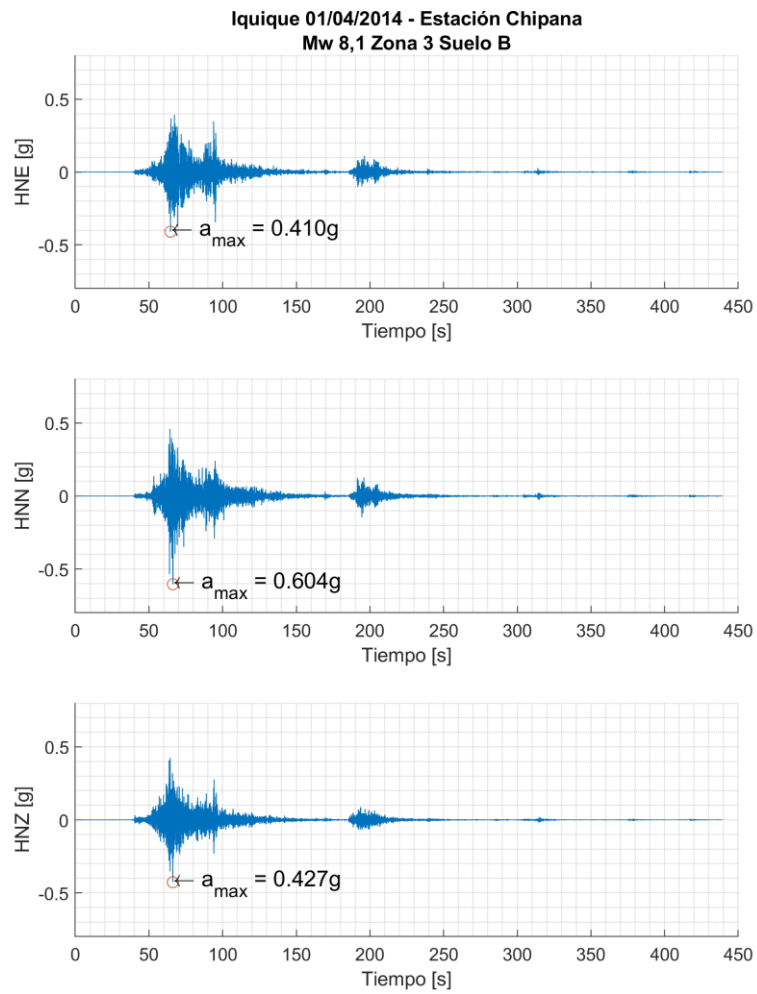 Iquique 01/04/2014 - Estación Chipana
Mw 8,1 Zona 3 Suelo B
HNE [g]
0.5
0
-0.5
← a_max = 0.410g
0 50 100 150 200 250 300 350 400 450
Tiempo [s]
HNN [g]
0.5
0
-0.5
← a_max = 0.604g
0 50 100 150 200 250 300 350 400 450
Tiempo [s]
HNZ [g]
0.5
0
-0.5
← a_max = 0.427g
0 50 100 150 200 250 300 350 400 450
Tiempo [s]